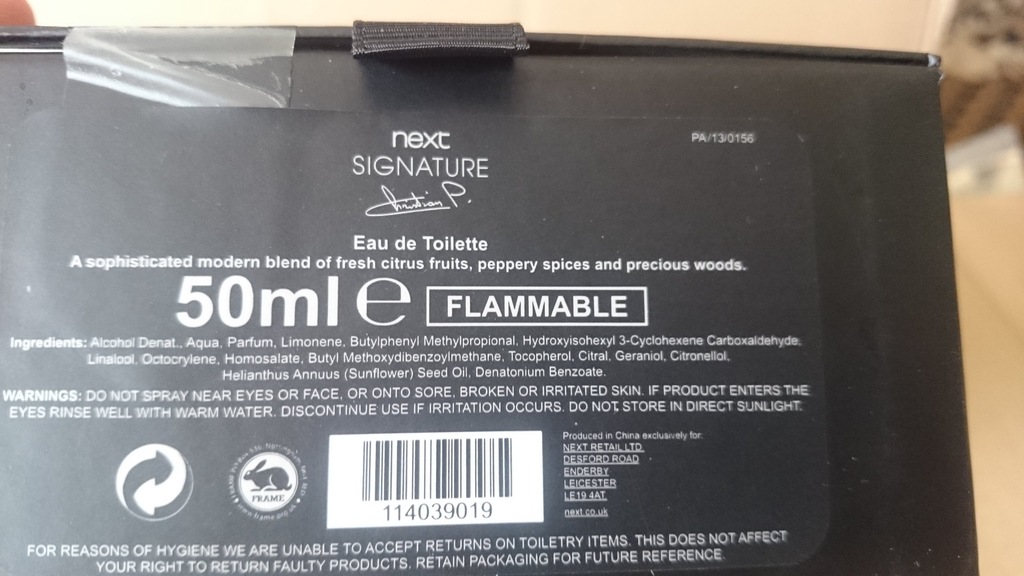 next
PA/13/0156
SIGNATURE
Christian P.
Eau de Toilette
A sophisticated modern blend of fresh citrus fruits, peppery spices and precious woods.
50ml e FLAMMABLE
Ingredients: Alcohol Denat., Aqua, Parfum, Limonene, Butylphenyl Methylpropional, Hydroxyisohexyl 3-Cyclohexene Carboxaldehyde,
Linalool, Octocrylene, Homosalate, Butyl Methoxydibenzoylmethane, Tocopherol, Citral, Geraniol, Citronellol,
Helianthus Annuus (Sunflower) Seed Oil, Denatonium Benzoate.
WARNINGS: DO NOT SPRAY NEAR EYES OR FACE, OR ONTO SORE, BROKEN OR IRRITATED SKIN. IF PRODUCT ENTERS THE
EYES RINSE WELL WITH WARM WATER. DISCONTINUE USE IF IRRITATION OCCURS. DO NOT STORE IN DIRECT SUNLIGHT.
FRAME
www.frame.org.uk
114039019
Produced in China exclusively for:
NEXT RETAIL LTD
DESFORD ROAD
ENDERBY
LEICESTER
LE19 4AT.
next.co.uk
FOR REASONS OF HYGIENE WE ARE UNABLE TO ACCEPT RETURNS ON TOILETRY ITEMS. THIS DOES NOT AFFECT
YOUR RIGHT TO RETURN FAULTY PRODUCTS. RETAIN PACKAGING FOR FUTURE REFERENCE